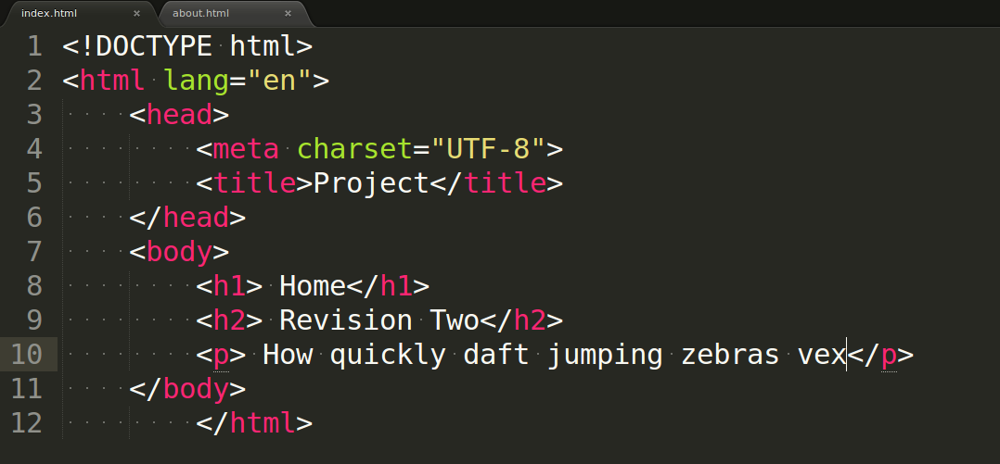 index.html × about.html ×
1 <!DOCTYPE html>
2 <html lang="en">
3     <head>
4         <meta charset="UTF-8">
5         <title>Project</title>
6     </head>
7     <body>
8         <h1> Home</h1>
9         <h2> Revision Two</h2>
10         <p> How quickly daft jumping zebras vex</p>
11     </body>
12         </html>